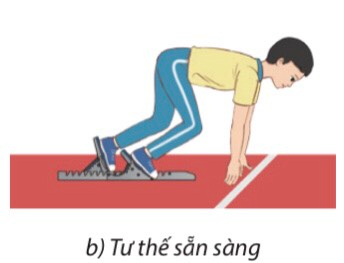 b) Tư thế sẵn sàng